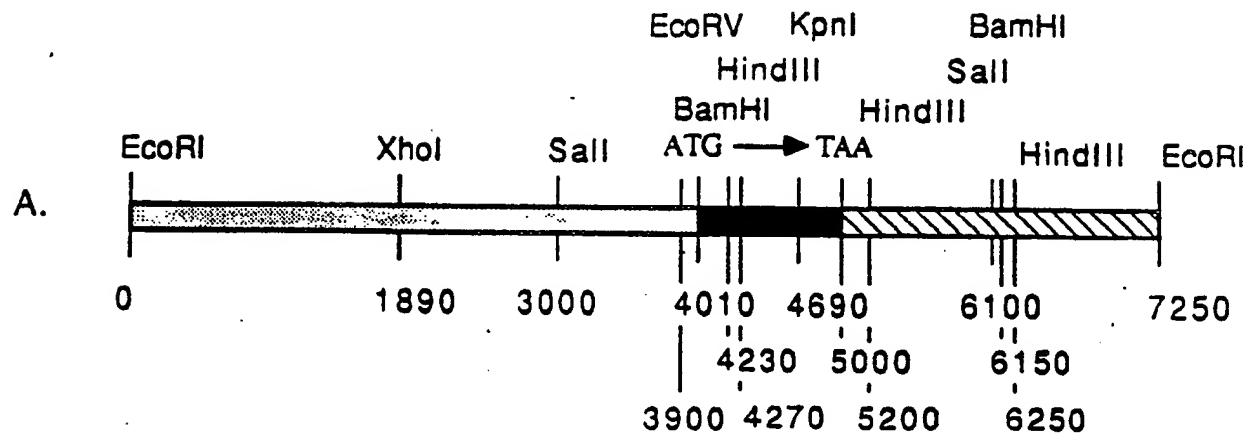 EcoRV KpnI BamHI
HindIII SalI
BamHI HindIII
EcoRI XhoI SalI ATG TAA HindIII EcoRI
A.
0 1890 3000 4010 4690 6100 7250
4230 5000 6150
3900 4270 5200 6250